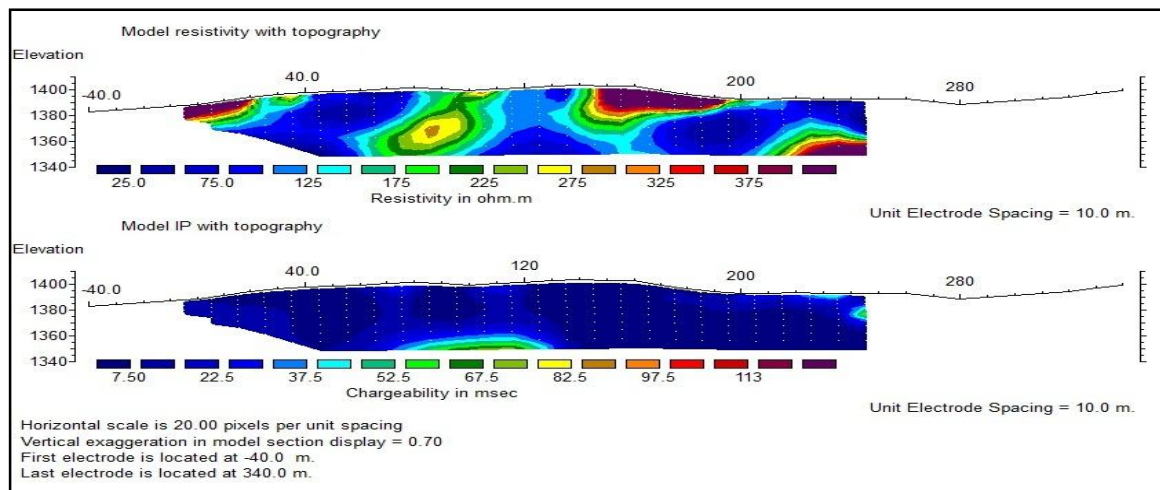 Model resistivity with topography
Elevation
1400
1380
1360
1340
-40.0
40.0
200
280
25.0 75.0 125 175 225 275 325 375
Resistivity in ohm.m
Unit Electrode Spacing = 10.0 m.
Model IP with topography
Elevation
1400
1380
1360
1340
-40.0
40.0
120
200
280
7.50 22.5 37.5 52.5 67.5 82.5 97.5 113
Chargeability in msec
Unit Electrode Spacing = 10.0 m.
Horizontal scale is 20.00 pixels per unit spacing
Vertical exaggeration in model section display = 0.70
First electrode is located at -40.0 m.
Last electrode is located at 340.0 m.